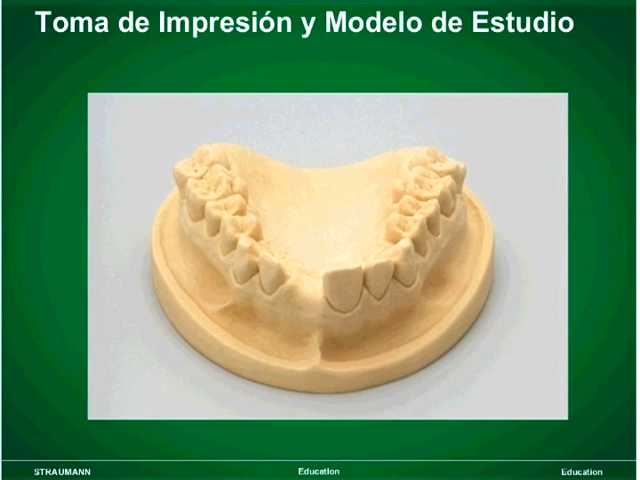 Toma de Impresión y Modelo de Estudio
STRAUMANN
Education
Education